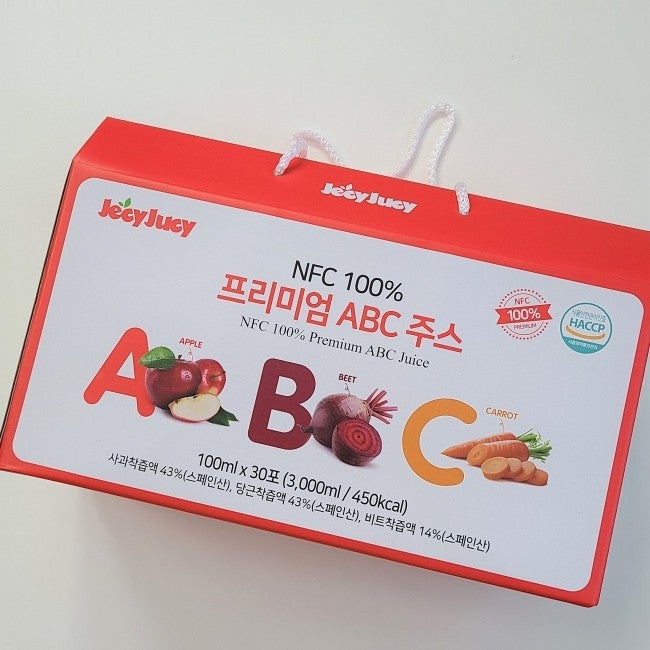 JecyJucy
JecyJucy
NFC 100%
프리미엄 ABC 주스
NFC 100% Premium ABC Juice
NFC
100%
PREMIUM
HACCP
A
APPLE
B
BEET
C
CARROT
100ml x 30포 (3,000ml / 450kcal)
사과착즙액 43%(스페인산), 당근착즙액 43%(스페인산), 비트착즙액 14%(스페인산)